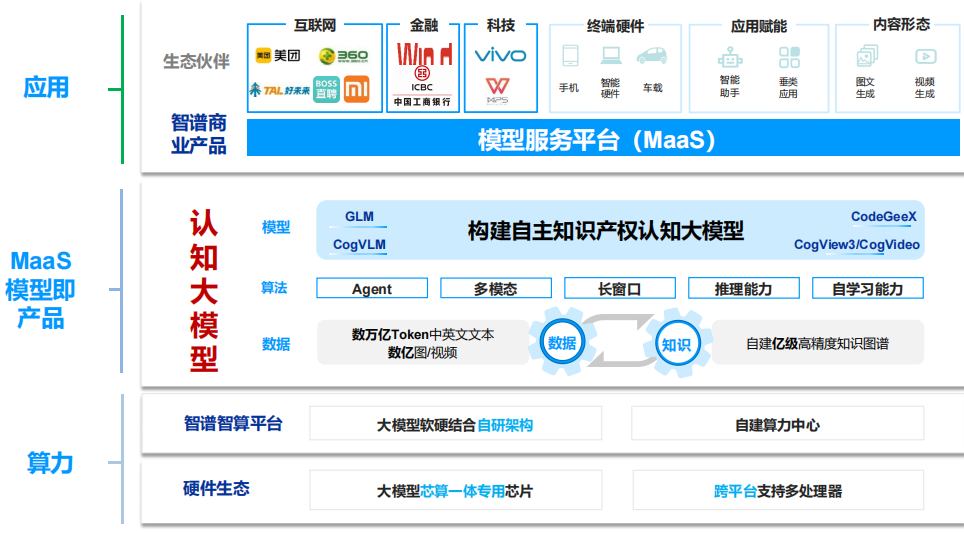 应用
生态伙伴
互联网
美团
美团
360
TAL 好未来
BOSS
直聘
金融
Wind
ICBC
中国工商银行
科技
vivo
WPS
终端硬件
手机
智能
硬件
车载
应用赋能
智能
助手
垂类
应用
内容形态
图文
生成
视频
生成
智谱商
业产品
模型服务平台（MaaS）
MaaS
模型即
产品
认
知
大
模
型
模型
GLM
CogVLM
构建自主知识产权认知大模型
CodeGeeX
CogView3/CogVideo
算法
Agent
多模态
长窗口
推理能力
自学习能力
数据
数万亿Token中英文文本
数亿图/视频
数据
知识
自建亿级高精度知识图谱
算力
智谱智算平台
大模型软硬结合自研架构
自建算力中心
硬件生态
大模型芯算一体专用芯片
跨平台支持多处理器